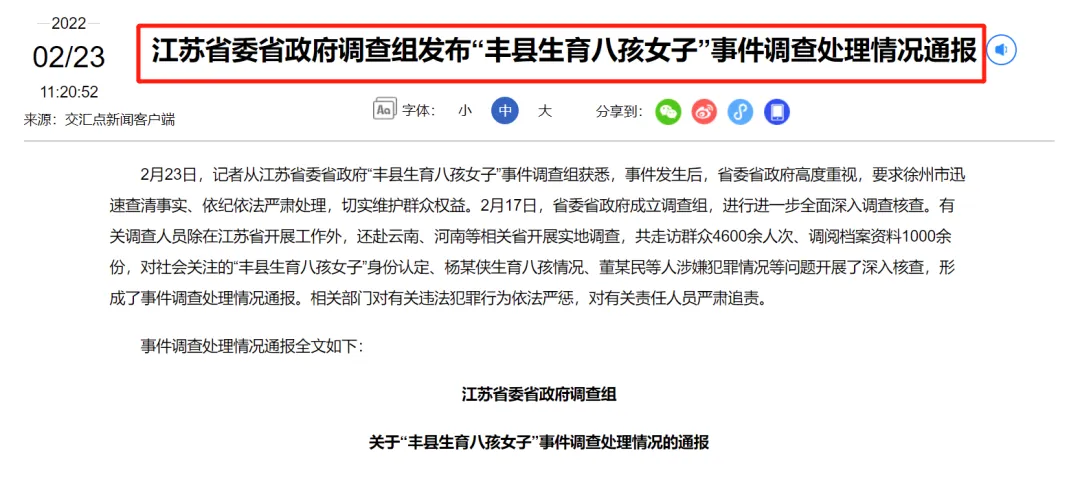 2022
02/23
11:20:52
来源：交汇点新闻客户端
江苏省委省政府调查组发布“丰县生育八孩女子”事件调查处理情况通报
Aa 字体： 小 中 大 分享到：
2月23日，记者从江苏省委省政府“丰县生育八孩女子”事件调查组获悉，事件发生后，省委省政府高度重视，要求徐州市迅
速查清事实、依纪依法严肃处理，切实维护群众权益。2月17日，省委省政府成立调查组，进行进一步全面深入调查核查。有
关调查人员除在江苏省开展工作外，还赴云南、河南等相关省开展实地调查，共走访群众4600余人次、调阅档案资料1000余
份，对社会关注的“丰县生育八孩女子”身份认定、杨某侠生育八孩情况、董某民等人涉嫌犯罪情况等问题开展了深入核查，形
成了事件调查处理情况通报。相关部门对有关违法犯罪行为依法严惩，对有关责任人员严肃追责。
事件调查处理情况通报全文如下：
江苏省委省政府调查组
关于“丰县生育八孩女子”事件调查处理情况的通报